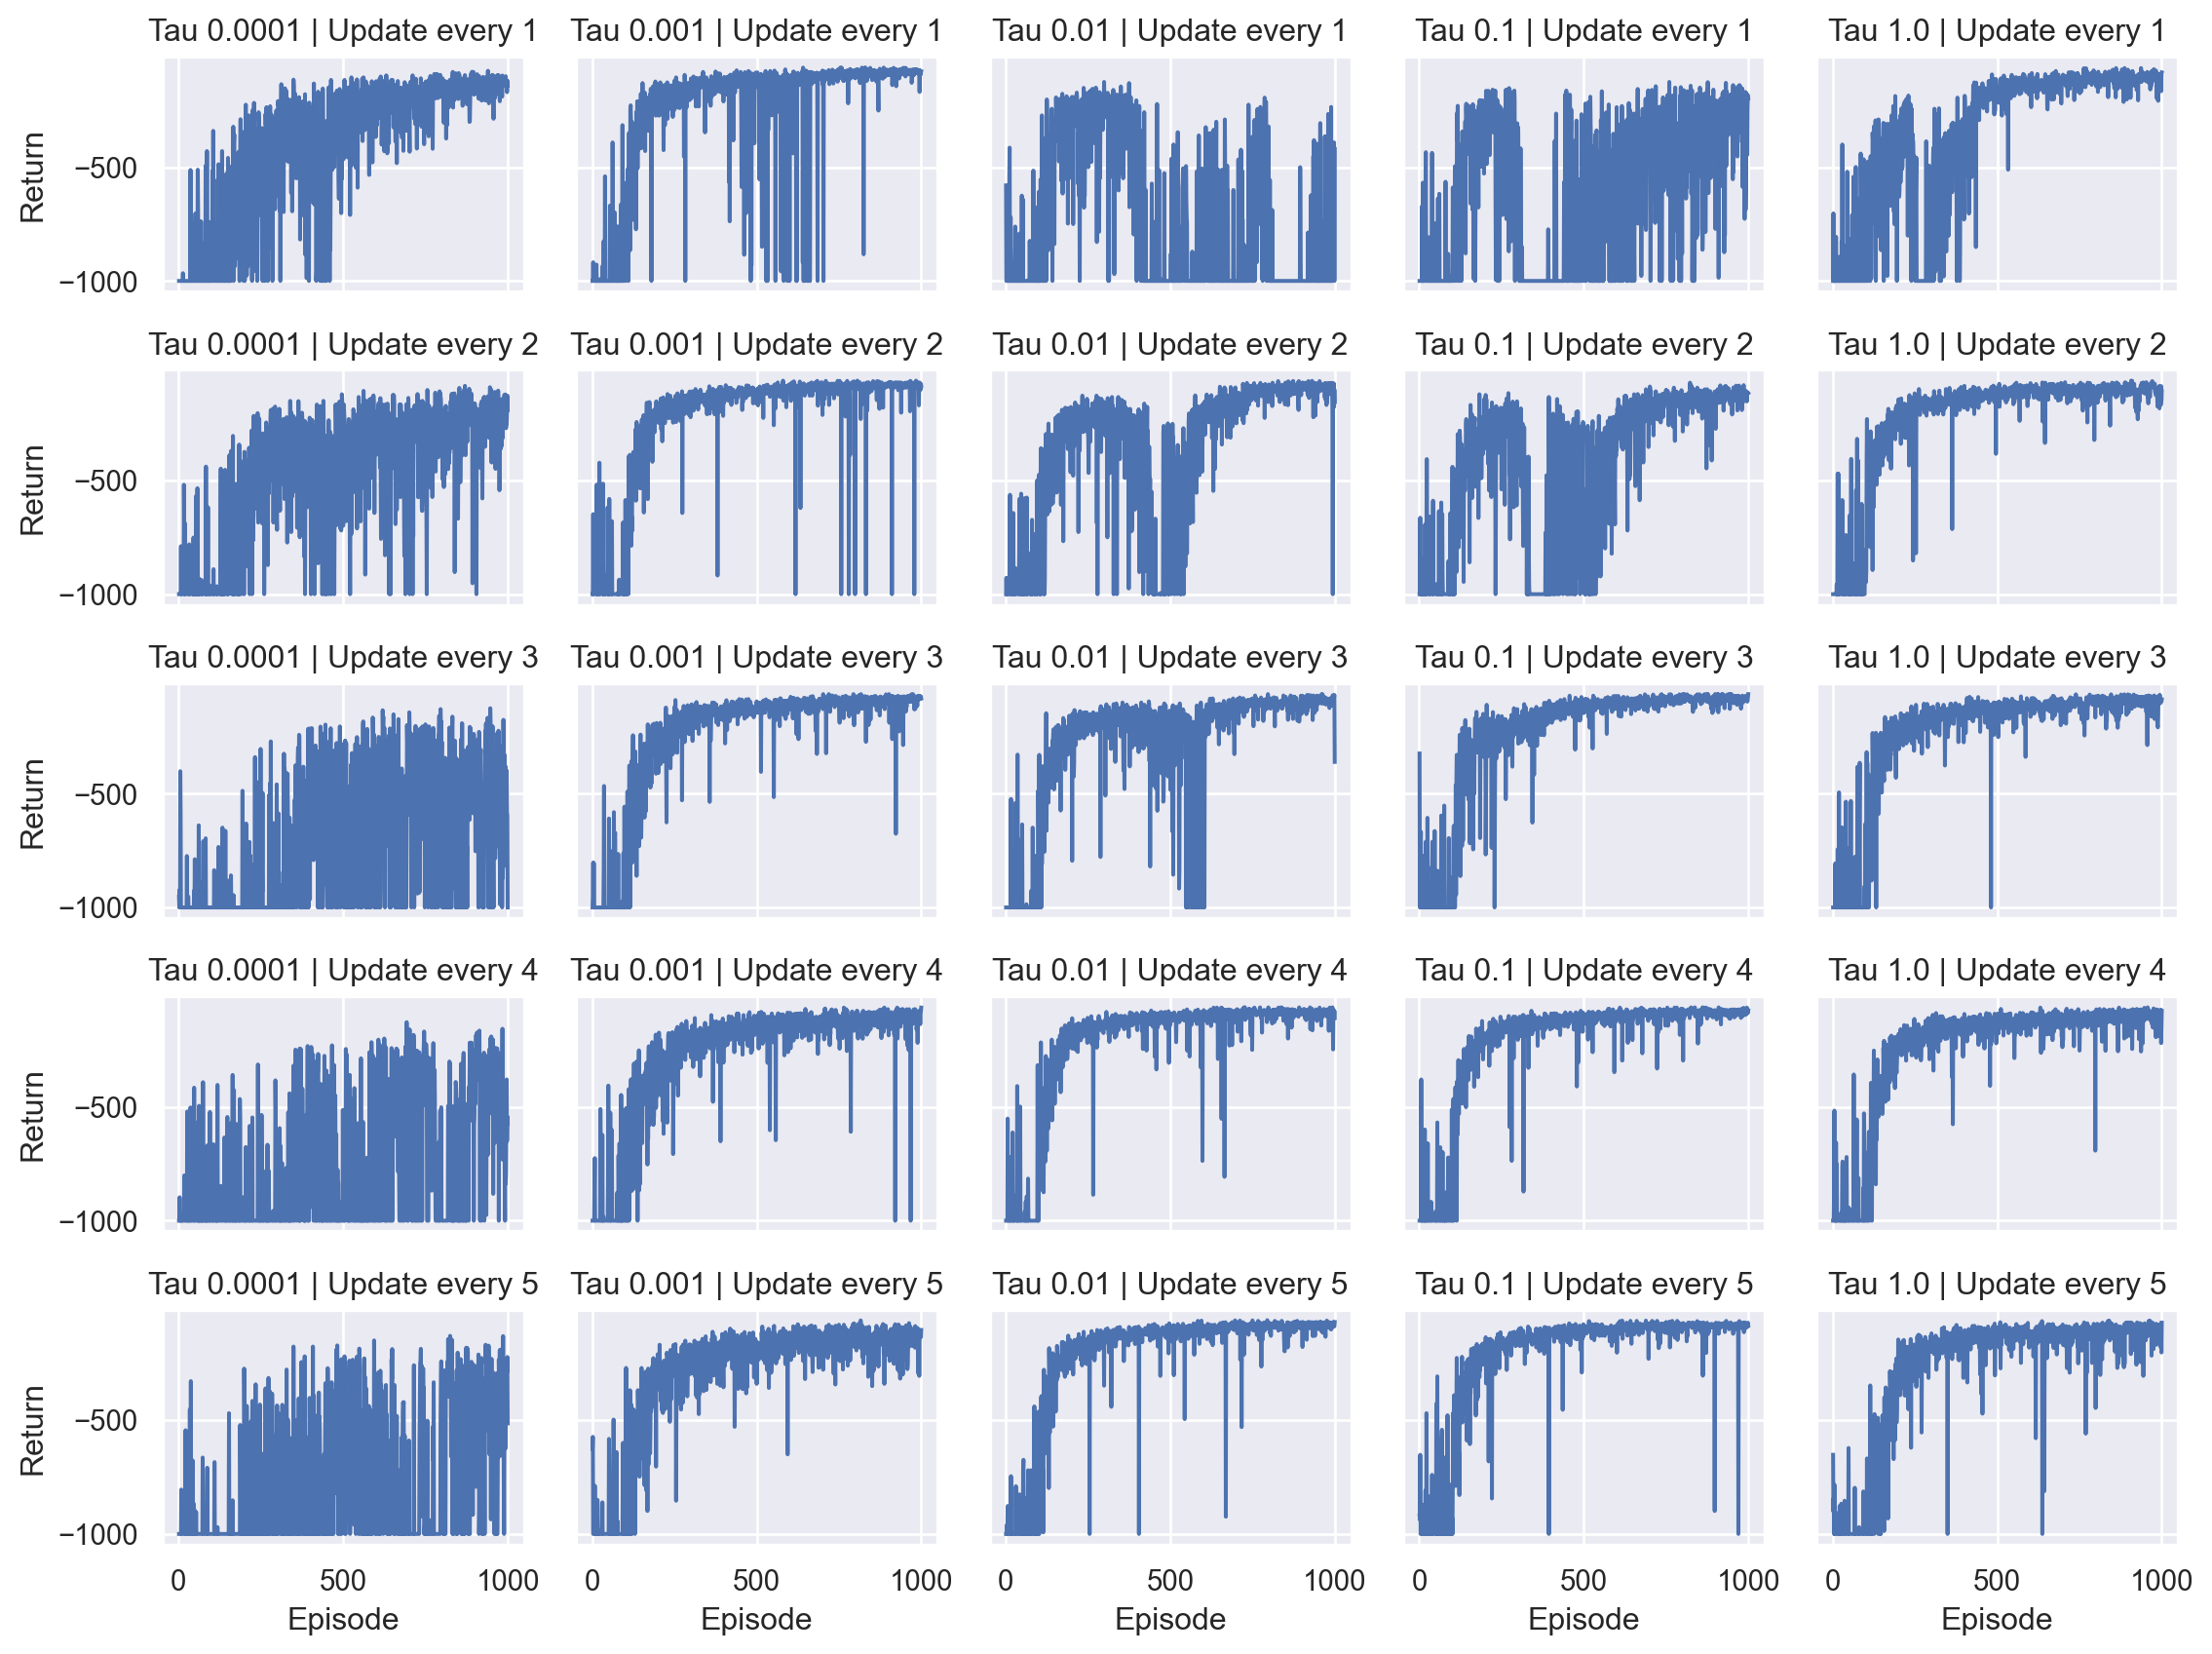 Tau 0.0001 | Update every 1
Tau 0.001 | Update every 1
Tau 0.01 | Update every 1
Tau 0.1 | Update every 1
Tau 1.0 | Update every 1
Return
−500
−1000
Tau 0.0001 | Update every 2
Tau 0.001 | Update every 2
Tau 0.01 | Update every 2
Tau 0.1 | Update every 2
Tau 1.0 | Update every 2
Return
−500
−1000
Tau 0.0001 | Update every 3
Tau 0.001 | Update every 3
Tau 0.01 | Update every 3
Tau 0.1 | Update every 3
Tau 1.0 | Update every 3
Return
−500
−1000
Tau 0.0001 | Update every 4
Tau 0.001 | Update every 4
Tau 0.01 | Update every 4
Tau 0.1 | Update every 4
Tau 1.0 | Update every 4
Return
−500
−1000
Tau 0.0001 | Update every 5
Tau 0.001 | Update every 5
Tau 0.01 | Update every 5
Tau 0.1 | Update every 5
Tau 1.0 | Update every 5
Return
−500
−1000
0 500 1000
0 500 1000
0 500 1000
0 500 1000
0 500 1000
Episode
Episode
Episode
Episode
Episode